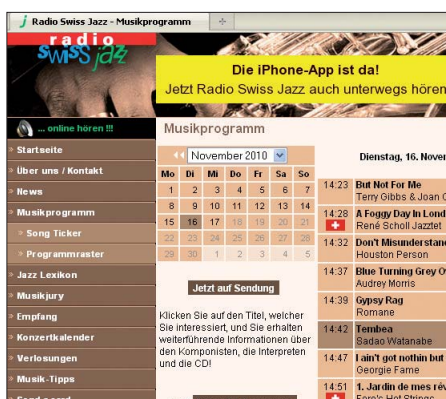 Radio Swiss Jazz - Musikprogramm
radio
swiss jazz
Die iPhone-App ist da!
Jetzt Radio Swiss Jazz auch unterwegs hören
... online hören !!!
» Startseite
» Über uns / Kontakt
» News
» Musikprogramm
» Song Ticker
» Programmraster
» Jazz Lexikon
» Musikjury
» Empfang
» Konzertkalender
» Verlosungen
» Musik-Tipps
Musikprogramm
November 2010
Mo Di Mi Do Fr Sa So
1 2 3 4 5 6 7
8 9 10 11 12 13 14
15 16 17 18 19 20 21
22 23 24 25 26 27 28
29 30 1 2 3 4 5
Jetzt auf Sendung
Klicken Sie auf den Titel, welcher
Sie interessiert, und Sie erhalten
weiterführende Informationen über
den Komponisten, die Interpreten
und die CD!
Dienstag, 16.
14:23 But Not For Me
Terry Gibbs & Joan
14:28 A Foggy Day In
René Scholl Jazztet
14:32 Don't
Houston Person
14:37 Blue Turning Grey
Audrey Morris
14:39 Gypsy Rag
Romane
14:42 Tembea
Sadao Watanabe
14:47 I ain't got nothin but
Georgie Fame
14:51 1. Jardin de mes